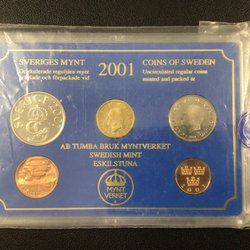 SVERIGES MYNT
2001
COINS OF SWEDEN
Ocirkulerade reguljära mynt
präglade och förpackade vid
Uncirculated regular coins
minted and packed at
AB TUMBA BRUK MYNTVERKET
SWEDISH MINT
ESKILSTUNA
MYNT
VERKET